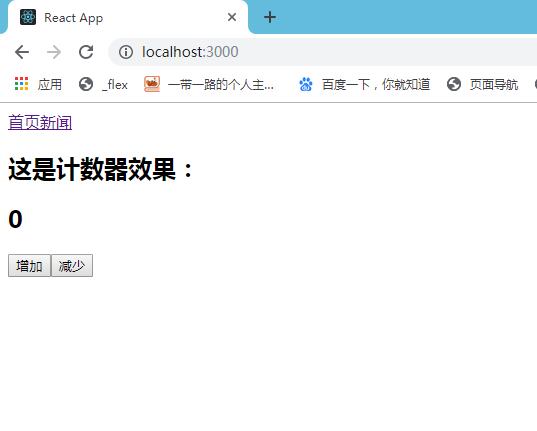 React App
localhost:3000
应用 _flex 一带一路的个人主... 百度一下，你就知道 页面导航
首页新闻
这是计数器效果：
0
增加 减少